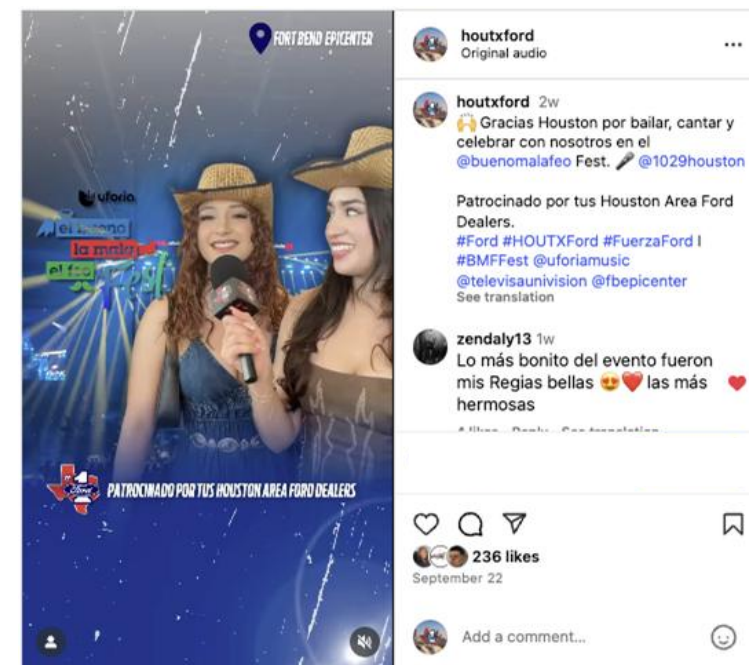 FORT BEND EPICENTER
uforia
el bueno
la mala
el feo
fest
PATROCINADO POR TUS HOUSTON AREA FORD DEALERS
houtxford
Original audio
houtxford 2w
🙌 Gracias Houston por bailar, cantar y
celebrar con nosotros en el
@buenomalafeo Fest. 🎤 @1029houston
Patrocinado por tus Houston Area Ford
Dealers.
#Ford #HOUTXFord #FuerzaFord I
#BMFFest @uforiamusic
@televisaunivision @fbepicenter
See translation
zendaly13 1w
Lo más bonito del evento fueron
mis Regias bellas 😍❤️ las más
hermosas
236 likes
September 22
Add a comment...